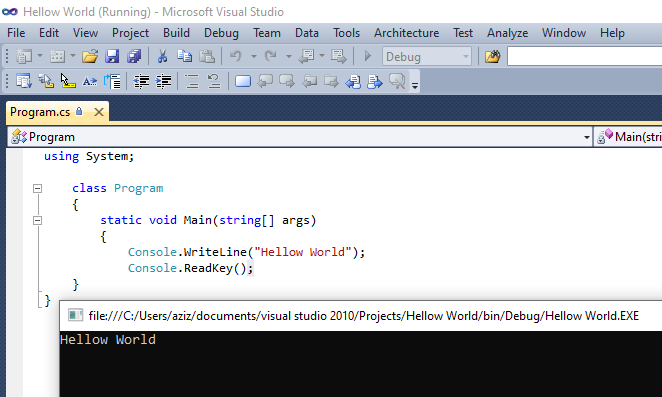 Hellow World (Running) - Microsoft Visual Studio
File Edit View Project Build Debug Team Data Tools Architecture Test Analyze Window Help
Debug
Program.cs
Program Main(stri
using System;
class Program
{
static void Main(string[] args)
{
Console.WriteLine("Hellow World");
Console.ReadKey();
}
}
file:///C:/Users/aziz/documents/visual studio 2010/Projects/Hellow World/bin/Debug/Hellow World.EXE
Hellow World